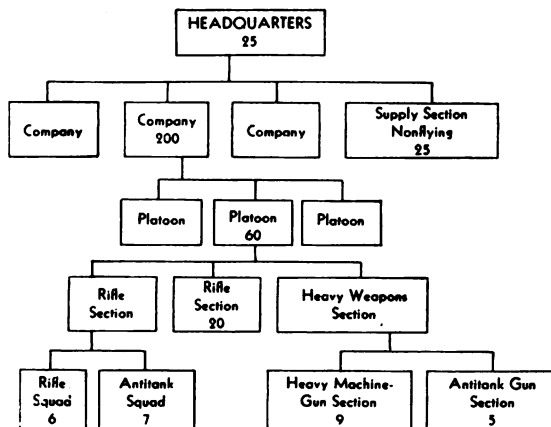 HEADQUARTERS
25
Company
Company
200
Company
Supply Section
Nonflying
25
Platoon
Platoon
60
Platoon
Rifle
Section
Rifle
Section
20
Heavy Weapons
Section
Rifle
Squad
6
Antitank
Squad
7
Heavy Machine-
Gun Section
9
Antitank Gun
Section
5